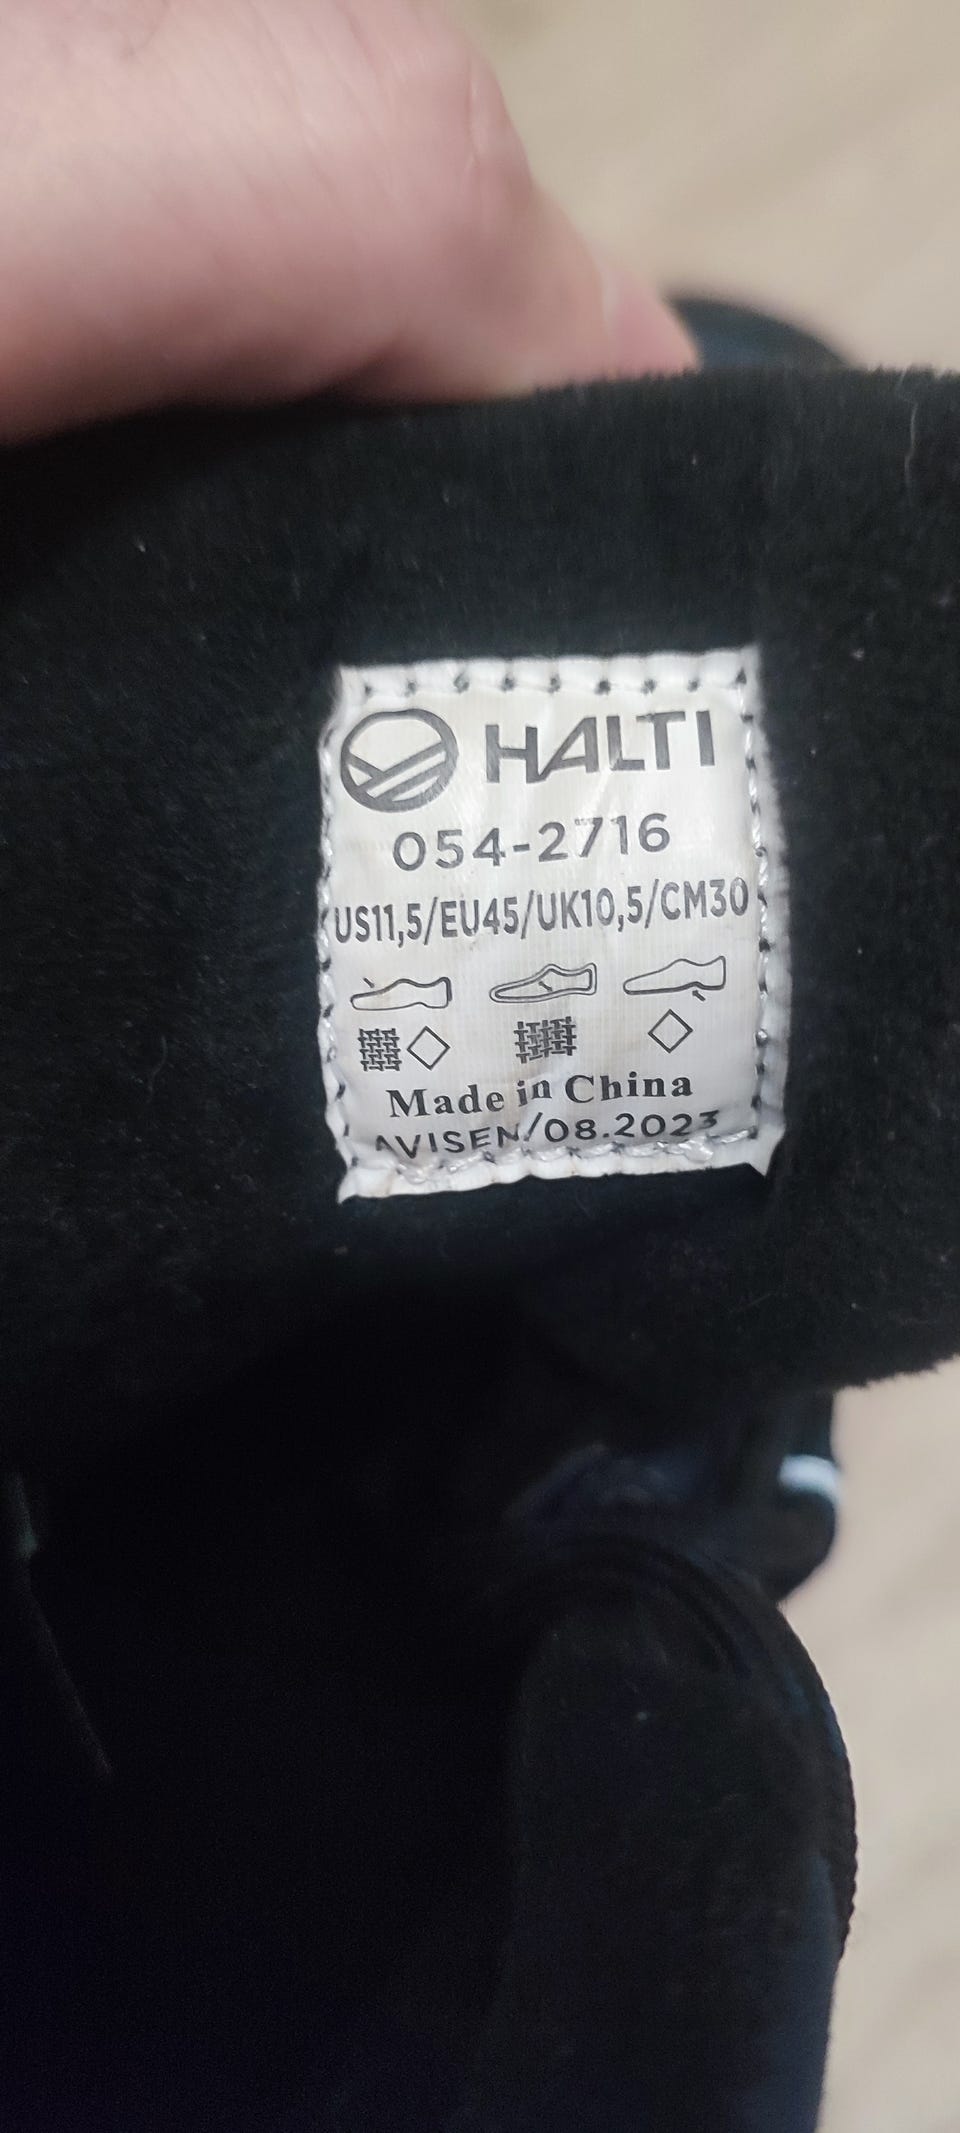 HALTI
054-2716
US11,5/EU45/UK10,5/CM30
Made in China
AVISEN/08.2023